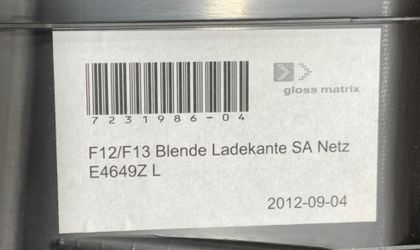 7231986-04
gloss matrix
F12/F13 Blende Ladekante SA Netz
E4649Z L
2012-09-04